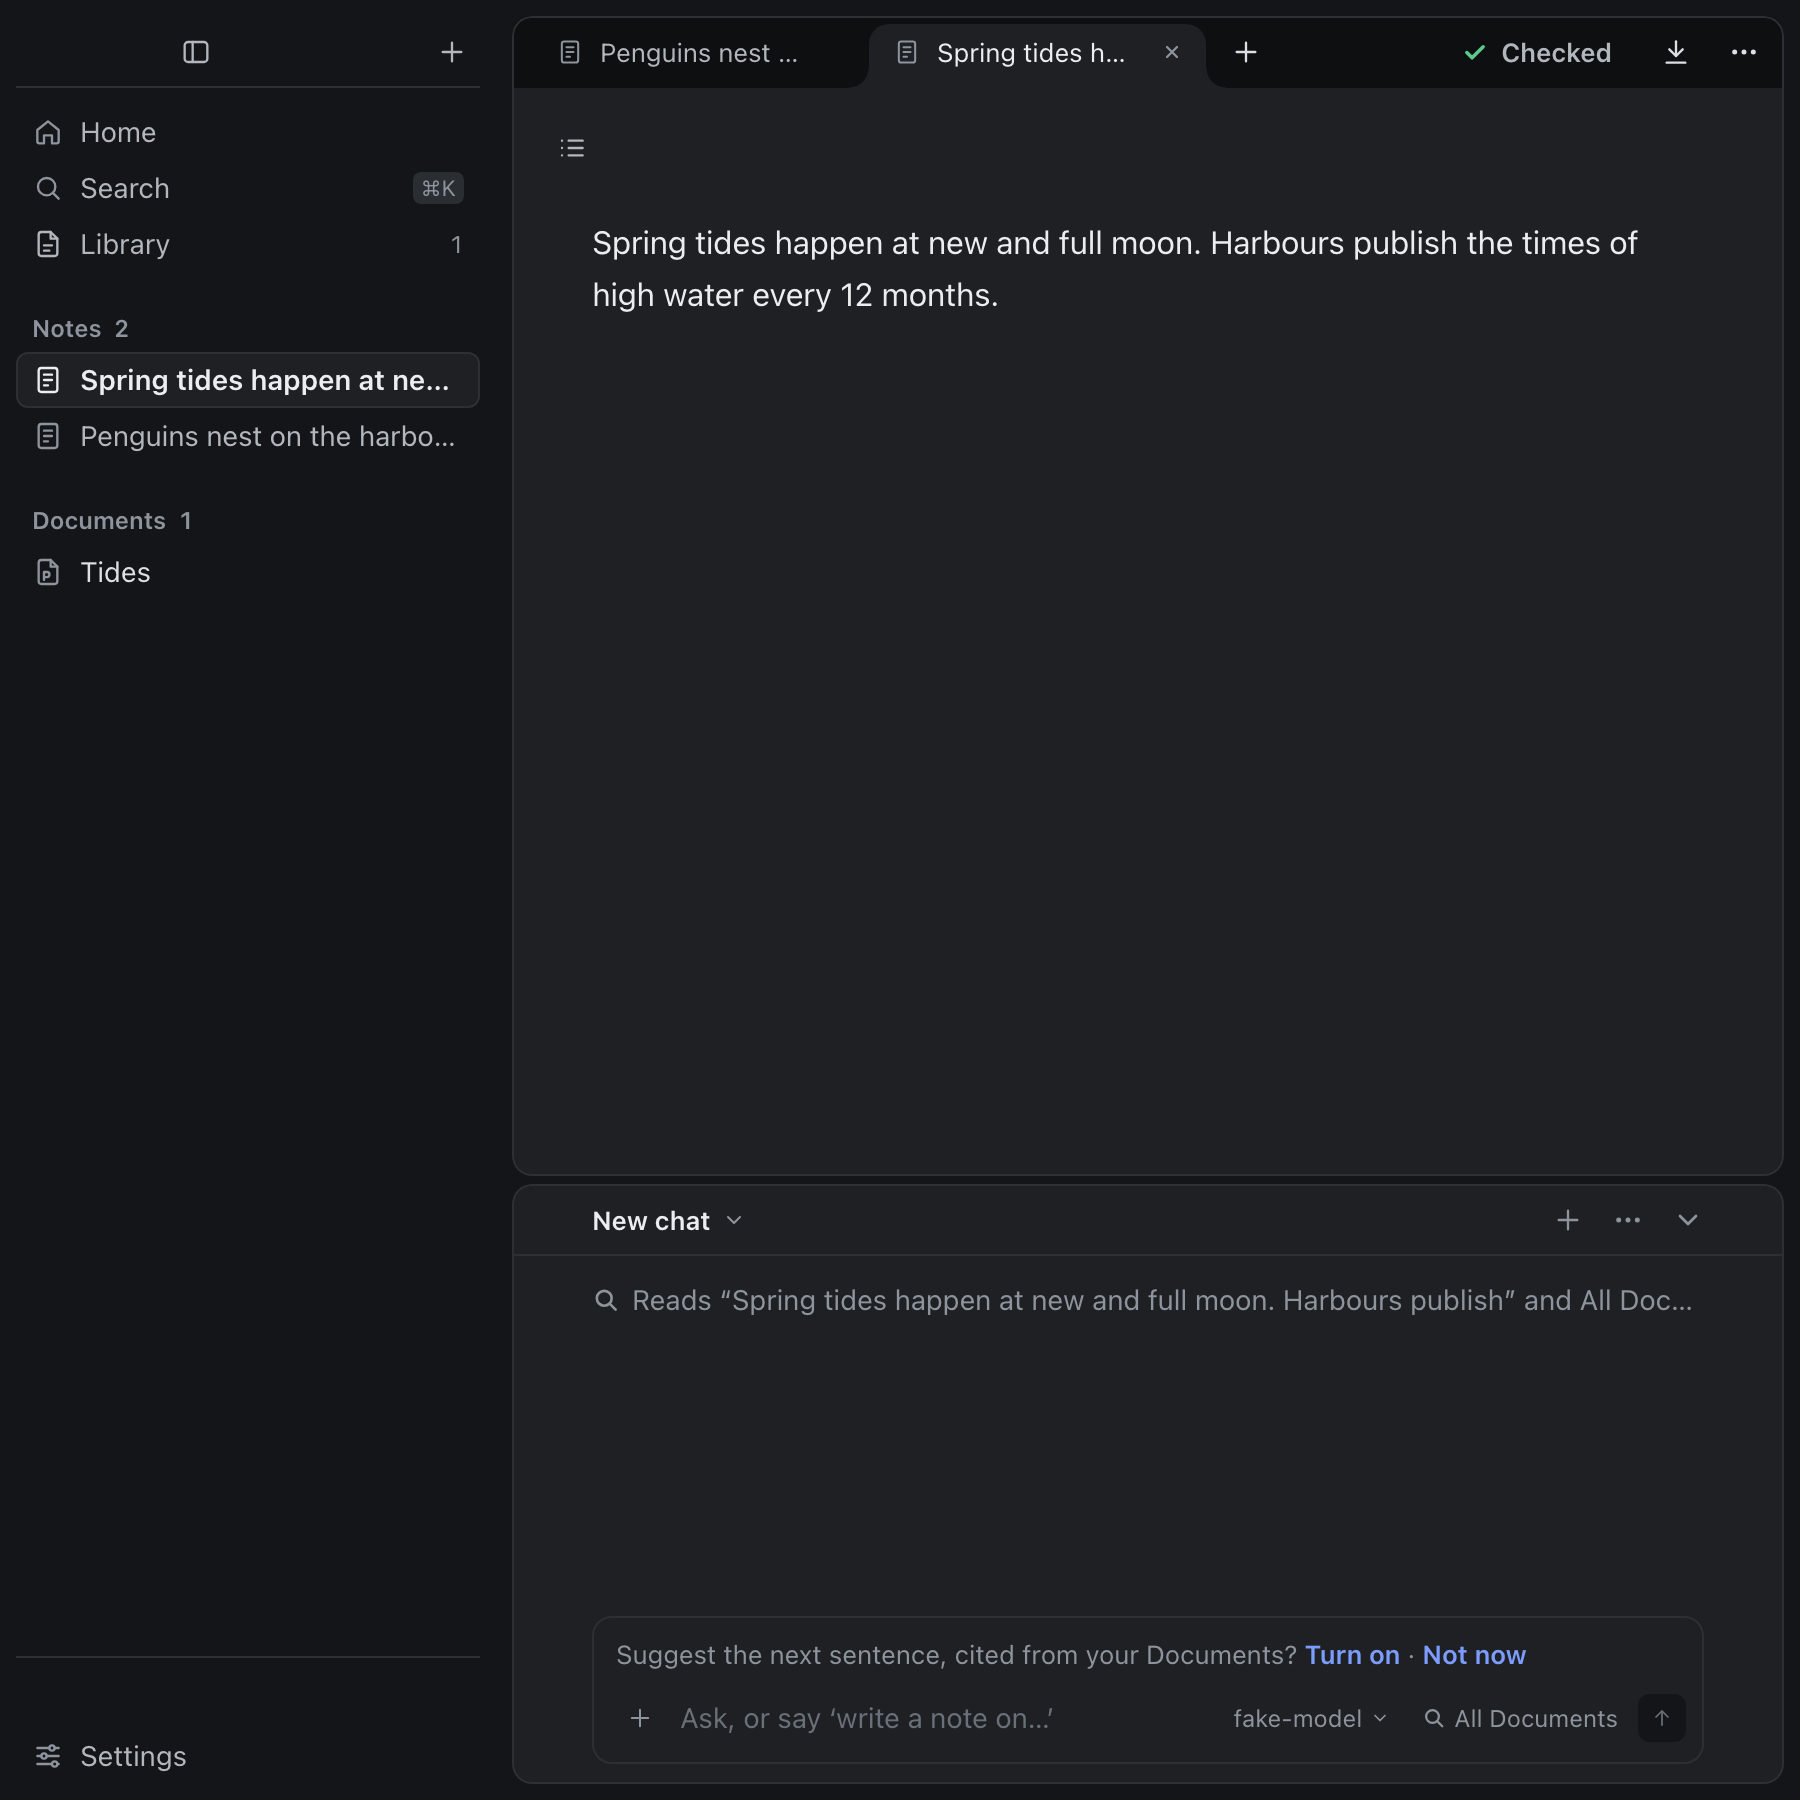 Home
Search ⌘K
Library 1
Notes 2
Spring tides happen at ne...
Penguins nest on the harbo...
Documents 1
Tides
Settings
Penguins nest ...
Spring tides h...
Checked
Spring tides happen at new and full moon. Harbours publish the times of
high water every 12 months.
New chat
Reads “Spring tides happen at new and full moon. Harbours publish” and All Doc...
Suggest the next sentence, cited from your Documents? Turn on · Not now
Ask, or say ‘write a note on...’
fake-model
All Documents